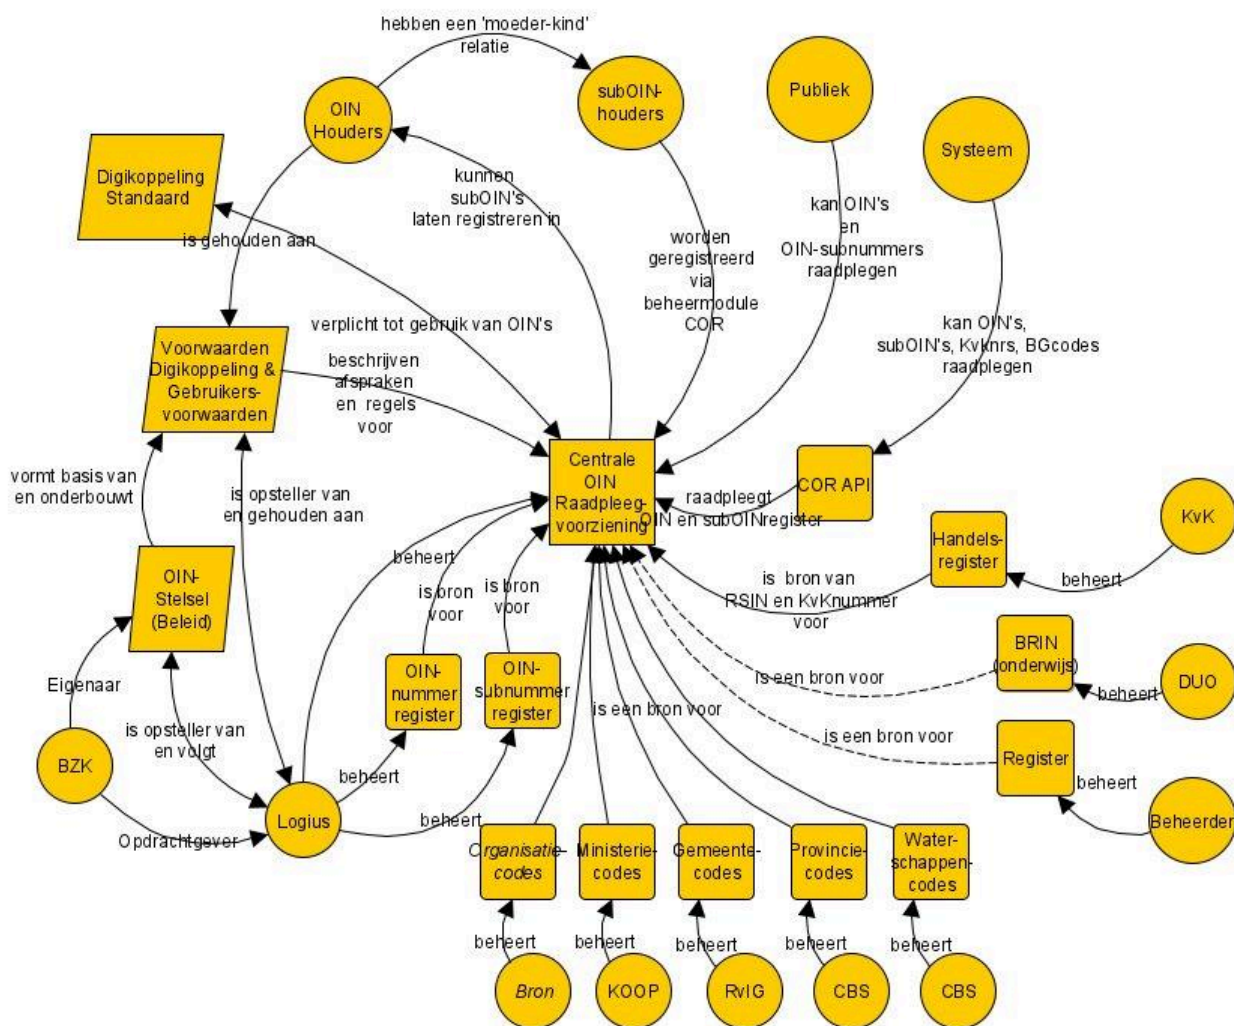 hebben een 'moeder-kind'
relatie
OIN
Houders
subOIN-
houders
Publiek
Systeem
Digikoppeling
Standaard
kunnen
subOIN's
laten registreren in
is gehouden aan
worden
geregistreerd
via
beheermodule
COR
kan OIN's
en
OIN-subnummers
raadplegen
kan OIN's,
subOIN's, Kvknrs, BGcodes
raadplegen
verplicht tot gebruik van OIN's
Voorwaarden
Digikoppeling &
Gebruikers-
voorwaarden
beschrijven
afspraken
en regels
voor
Centrale
OIN
Raadpleeg-
voorziening
COR API
raadpleegt
OIN en subOINregister
vormt basis van
en onderbouwt
is opsteller van
en gehouden aan
beheert
is bron
voor
is bron
voor
Handels-
register
KvK
beheert
is bron van
RSIN en KvKnummer
voor
OIN-
Stelsel
(Beleid)
OIN-
nummer
register
OIN-
subnummer
register
BRIN
(onderwijs)
DUO
beheert
is een bron voor
Eigenaar
is een bron voor
is een bron voor
is opsteller van
en volgt
BZK
Register
beheert
Beheerder
beheert
Logius
Opdrachtgever
beheert
Organisatie-
codes
Ministerie-
codes
Gemeente-
codes
Provincie-
codes
Water-
schappen-
codes
beheert
beheert
beheert
beheert
beheert
Bron
KOOP
RvIG
CBS
CBS